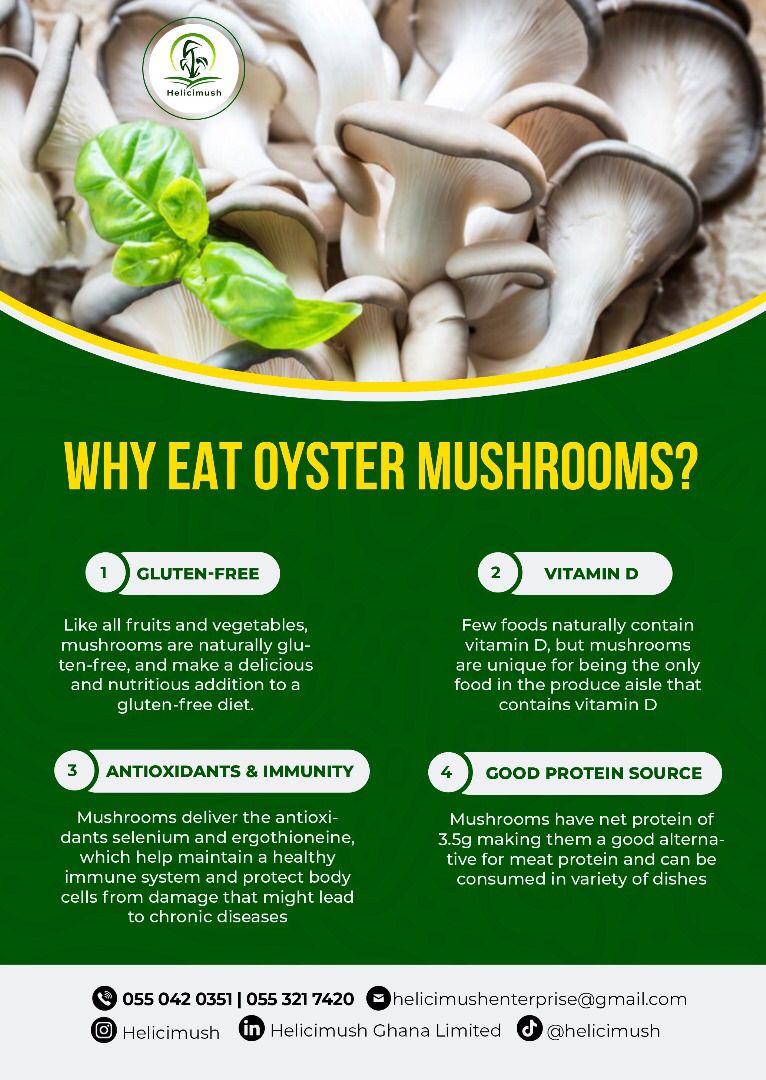 Helicimush
WHY EAT OYSTER MUSHROOMS?
1 GLUTEN-FREE
Like all fruits and vegetables,
mushrooms are naturally glu-
ten-free, and make a delicious
and nutritious addition to a
gluten-free diet.
2 VITAMIN D
Few foods naturally contain
vitamin D, but mushrooms
are unique for being the only
food in the produce aisle that
contains vitamin D
3 ANTIOXIDANTS & IMMUNITY
Mushrooms deliver the antioxi-
dants selenium and ergothioneine,
which help maintain a healthy
immune system and protect body
cells from damage that might lead
to chronic diseases
4 GOOD PROTEIN SOURCE
Mushrooms have net protein of
3.5g making them a good alterna-
tive for meat protein and can be
consumed in variety of dishes
055 042 0351 | 055 321 7420 helicimushenterprise@gmail.com
Helicimush in Helicimush Ghana Limited @helicimush